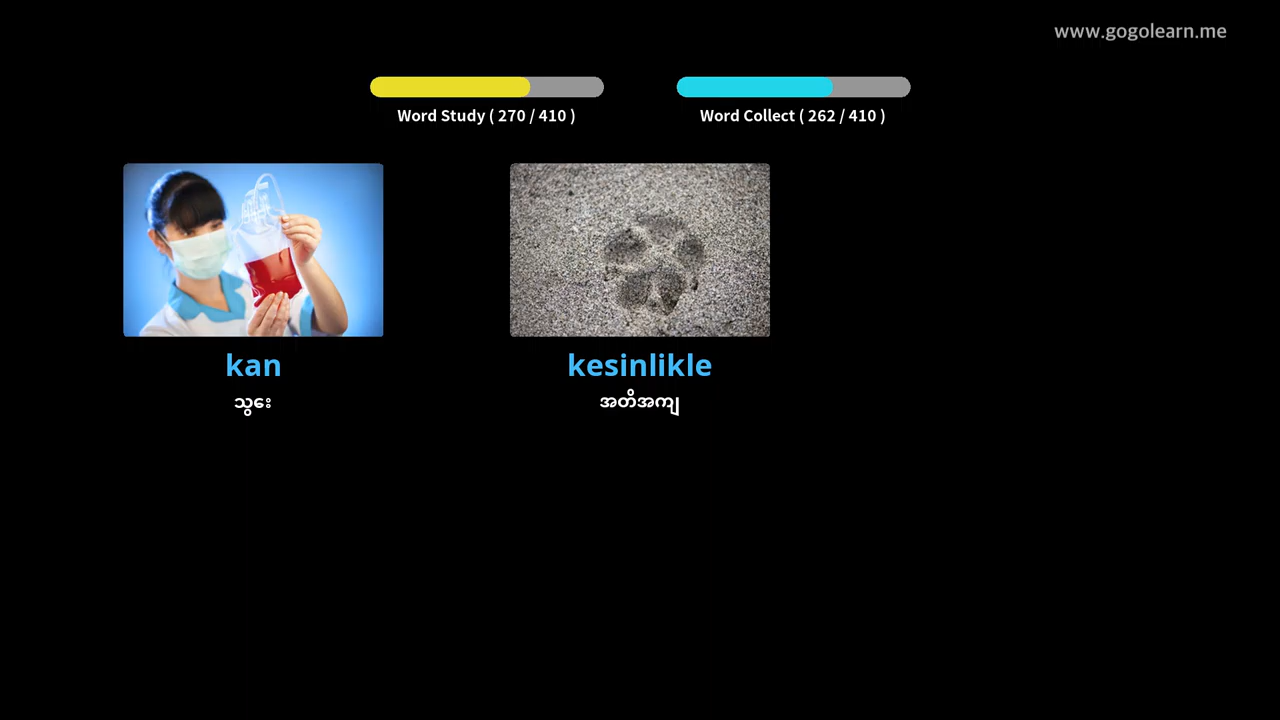 www.gogolearn.me
Word Study ( 270 / 410 )
Word Collect ( 262 / 410 )
kan
kesinlikle
သွေး
အတိအကျ